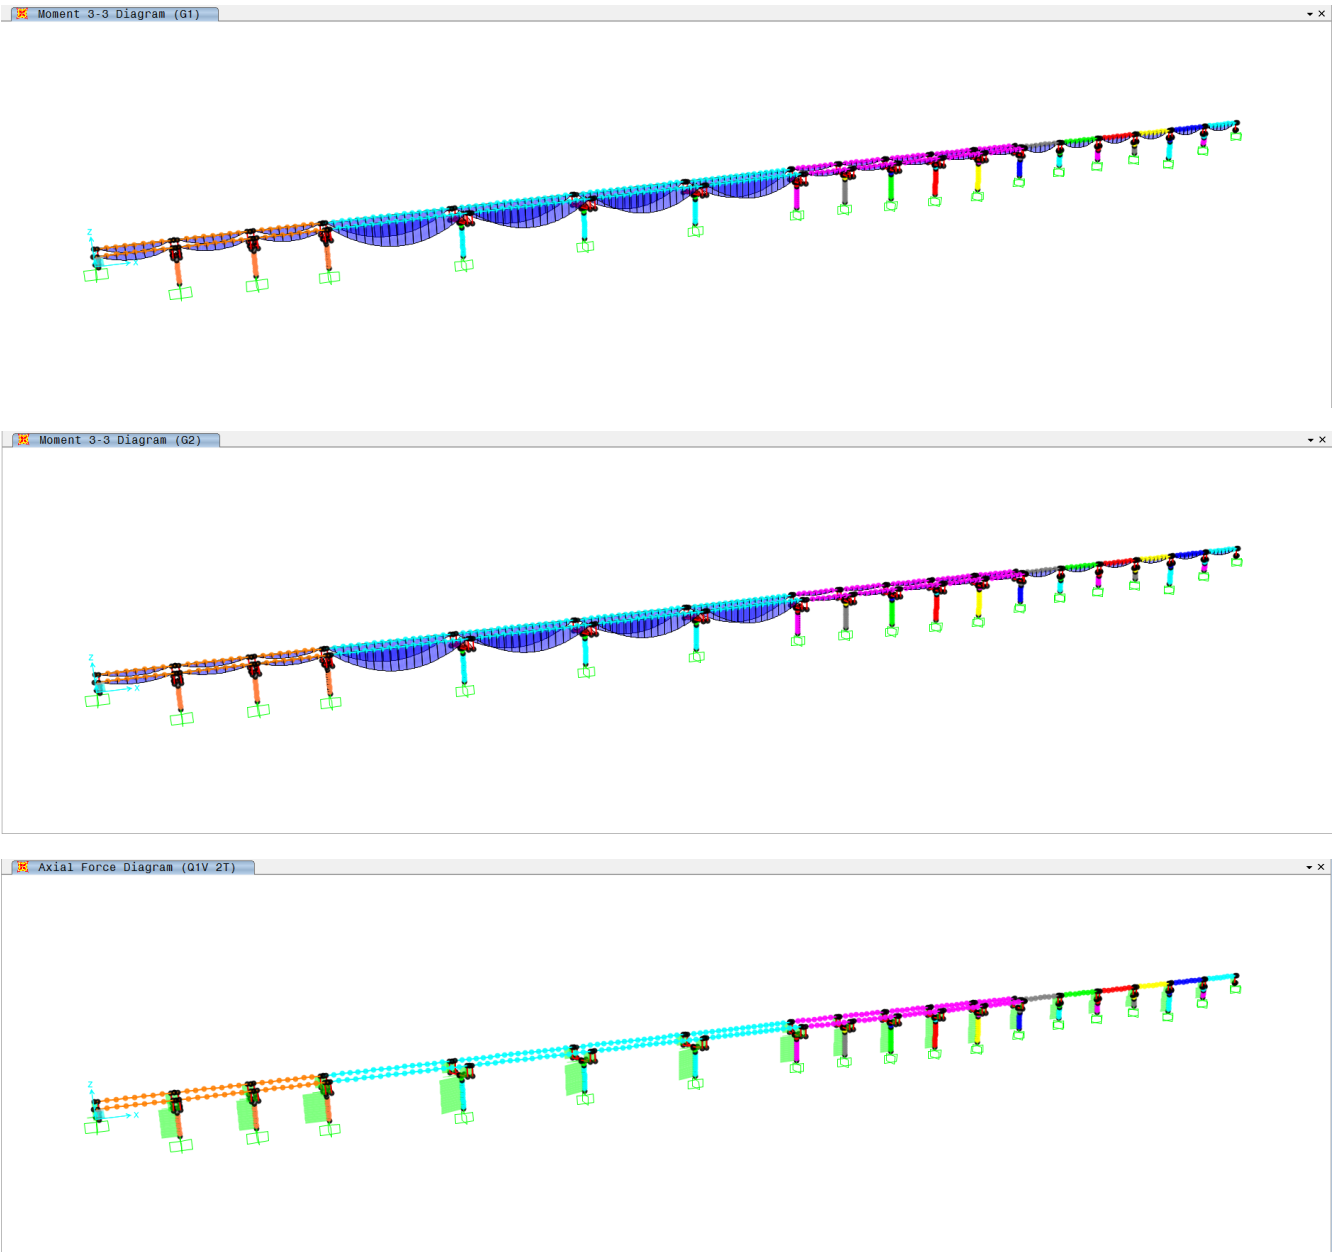 Moment 3-3 Diagram (G1)
Z
X
Moment 3-3 Diagram (G2)
Z
X
Axial Force Diagram (Q1V 2T)
Z
X